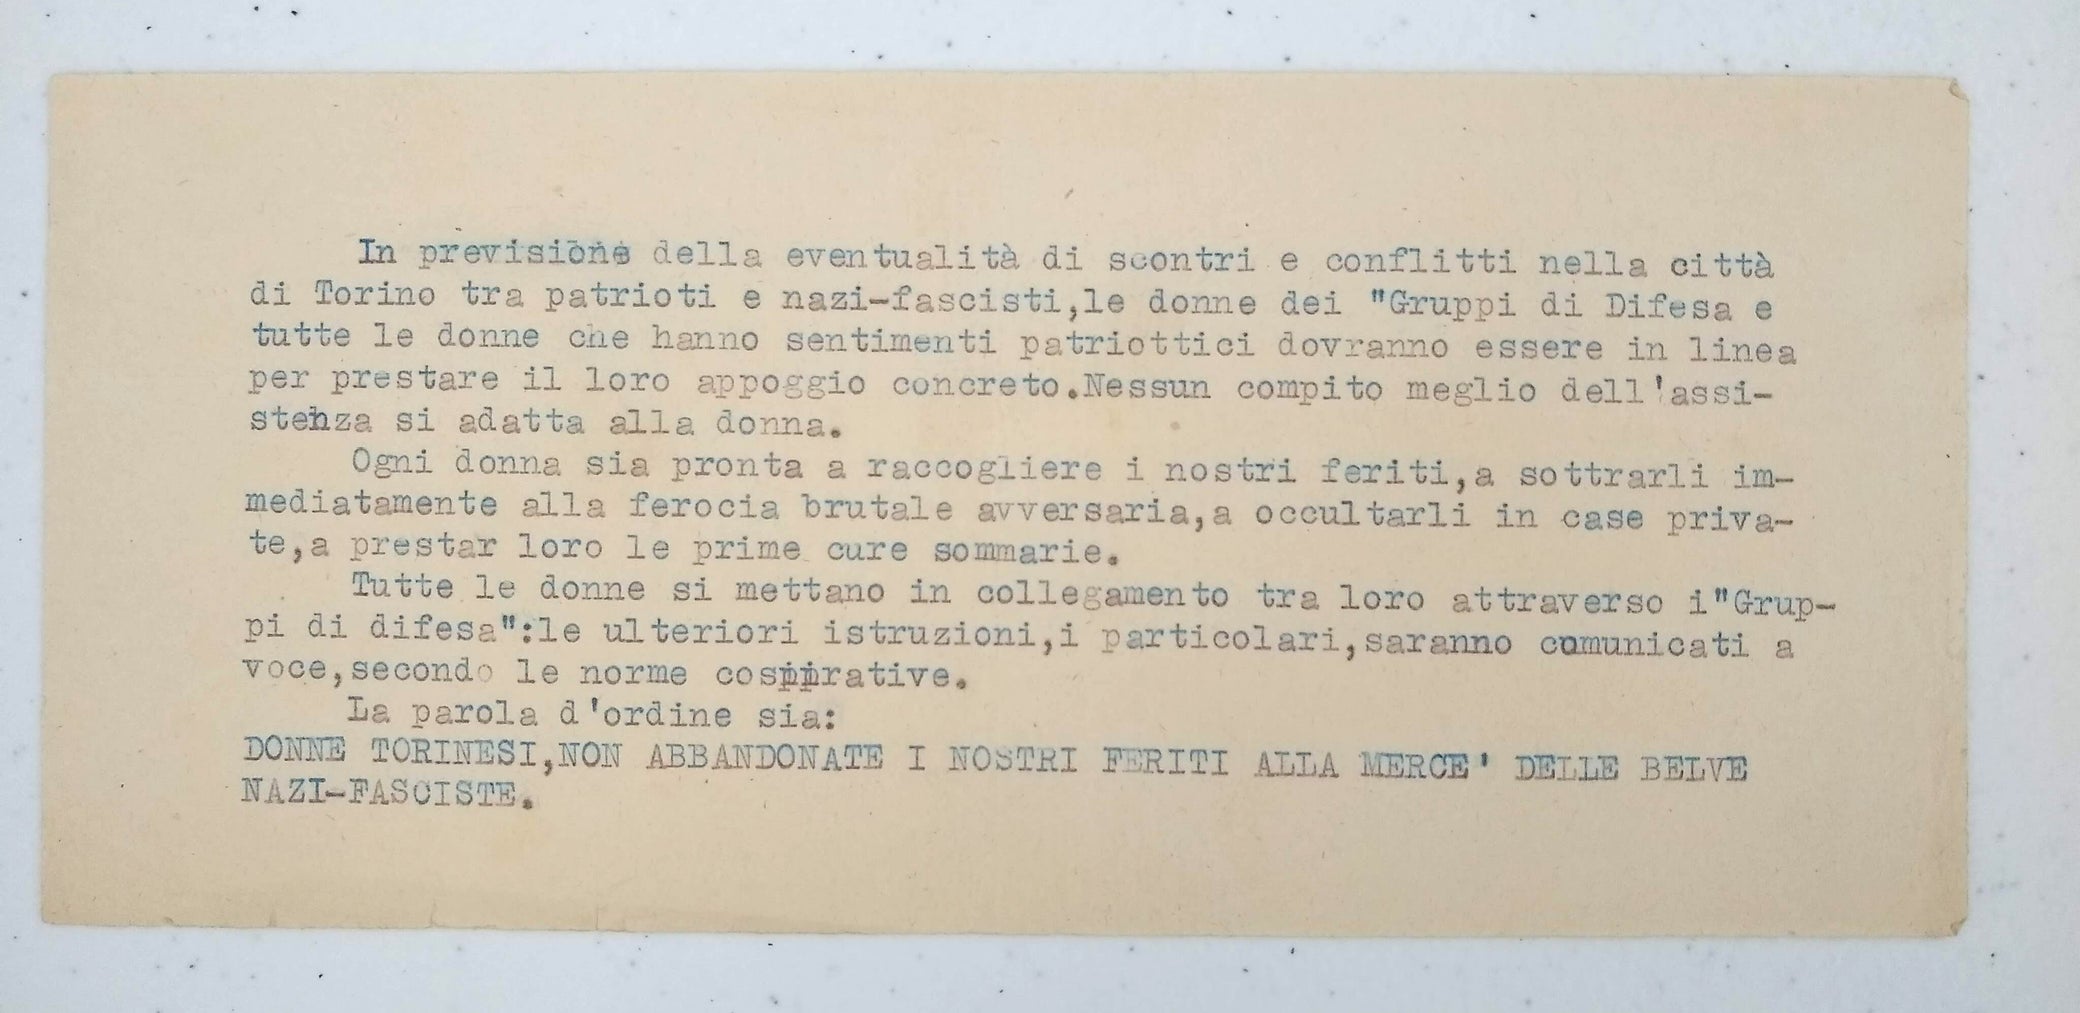 In previsione della eventualità di scontri e conflitti nella città
di Torino tra patrioti e nazi-fascisti,le donne dei "Gruppi di Difesa e
tutte le donne che hanno sentimenti patriottici dovranno essere in linea
per prestare il loro appoggio concreto.Nessun compito meglio dell'assi-
stenza si adatta alla donna.
Ogni donna sia pronta a raccogliere i nostri feriti,a sottrarli im-
mediatamente alla ferocia brutale avversaria,a occultarli in case priva-
te,a prestar loro le prime cure sommarie.
Tutte le donne si mettano in collegamento tra loro attraverso i"Grup-
pi di difesa":le ulteriori istruzioni,i particolari,saranno comunicati a
voce,secondo le norme cospirative.
La parola d'ordine sia:
DONNE TORINESI,NON ABBANDONATE I NOSTRI FERITI ALLA MERCE' DELLE BELVE
NAZI-FASCISTE.